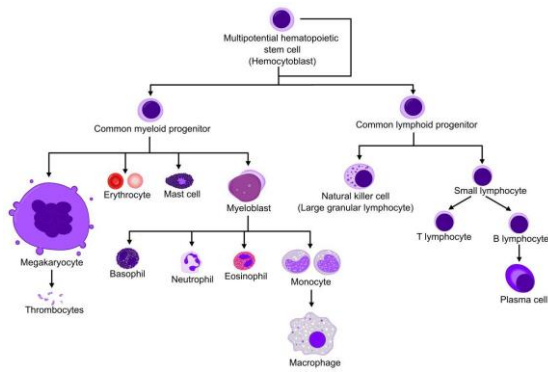 Multipotential hematopoietic
stem cell
(Hemocytoblast)
Common myeloid progenitor
Common lymphoid progenitor
Erythrocyte
Mast cell
Myeloblast
Natural killer cell
(Large granular lymphocyte)
Small lymphocyte
Megakaryocyte
Thrombocytes
Basophil
Neutrophil
Eosinophil
Monocyte
T lymphocyte
B lymphocyte
Plasma cell
Macrophage